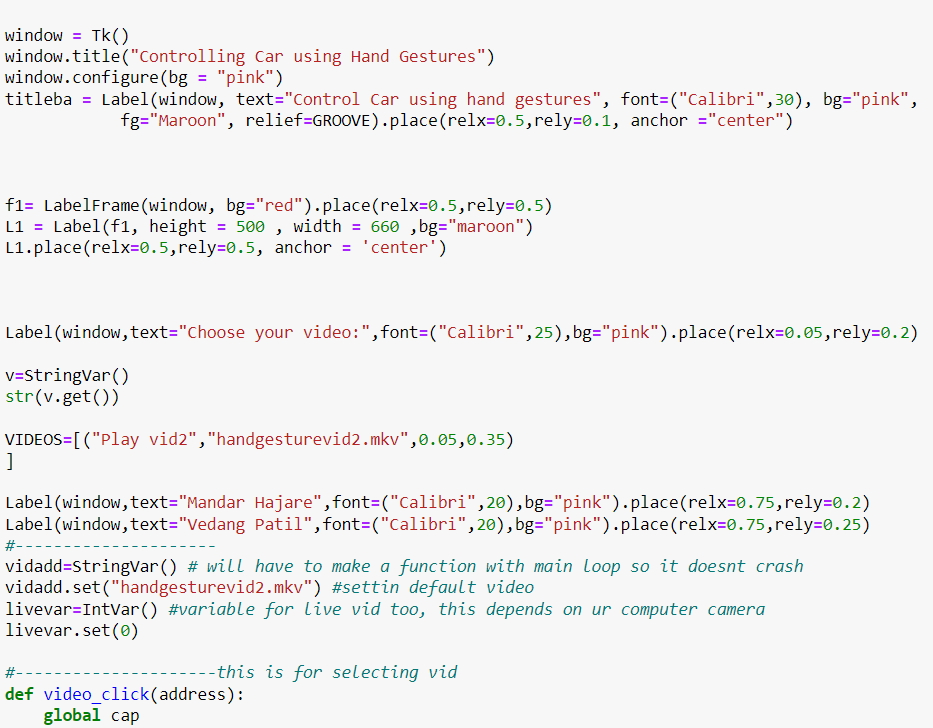 window = Tk()
window.title("Controlling Car using Hand Gestures")
window.configure(bg = "pink")
titleba = Label(window, text="Control Car using hand gestures", font=("Calibri",30), bg="pink",
            fg="Maroon", relief=GROOVE).place(relx=0.5,rely=0.1, anchor ="center")
f1= LabelFrame(window, bg="red").place(relx=0.5,rely=0.5)
L1 = Label(f1, height = 500 , width = 660 ,bg="maroon")
L1.place(relx=0.5,rely=0.5, anchor = 'center')
Label(window,text="Choose your video:",font=("Calibri",25),bg="pink").place(relx=0.05,rely=0.2)
v=StringVar()
str(v.get())
VIDEOS=[("Play vid2","handgesturevid2.mkv",0.05,0.35)
]
Label(window,text="Mandar Hajare",font=("Calibri",20),bg="pink").place(relx=0.75,rely=0.2)
Label(window,text="Vedang Patil",font=("Calibri",20),bg="pink").place(relx=0.75,rely=0.25)
#---------------------
vidadd=StringVar() # will have to make a function with main loop so it doesnt crash
vidadd.set("handgesturevid2.mkv") #settin default video
livevar=IntVar() #variable for live vid too, this depends on ur computer camera
livevar.set(0)
#---------------------this is for selecting vid
def video_click(address):
    global cap